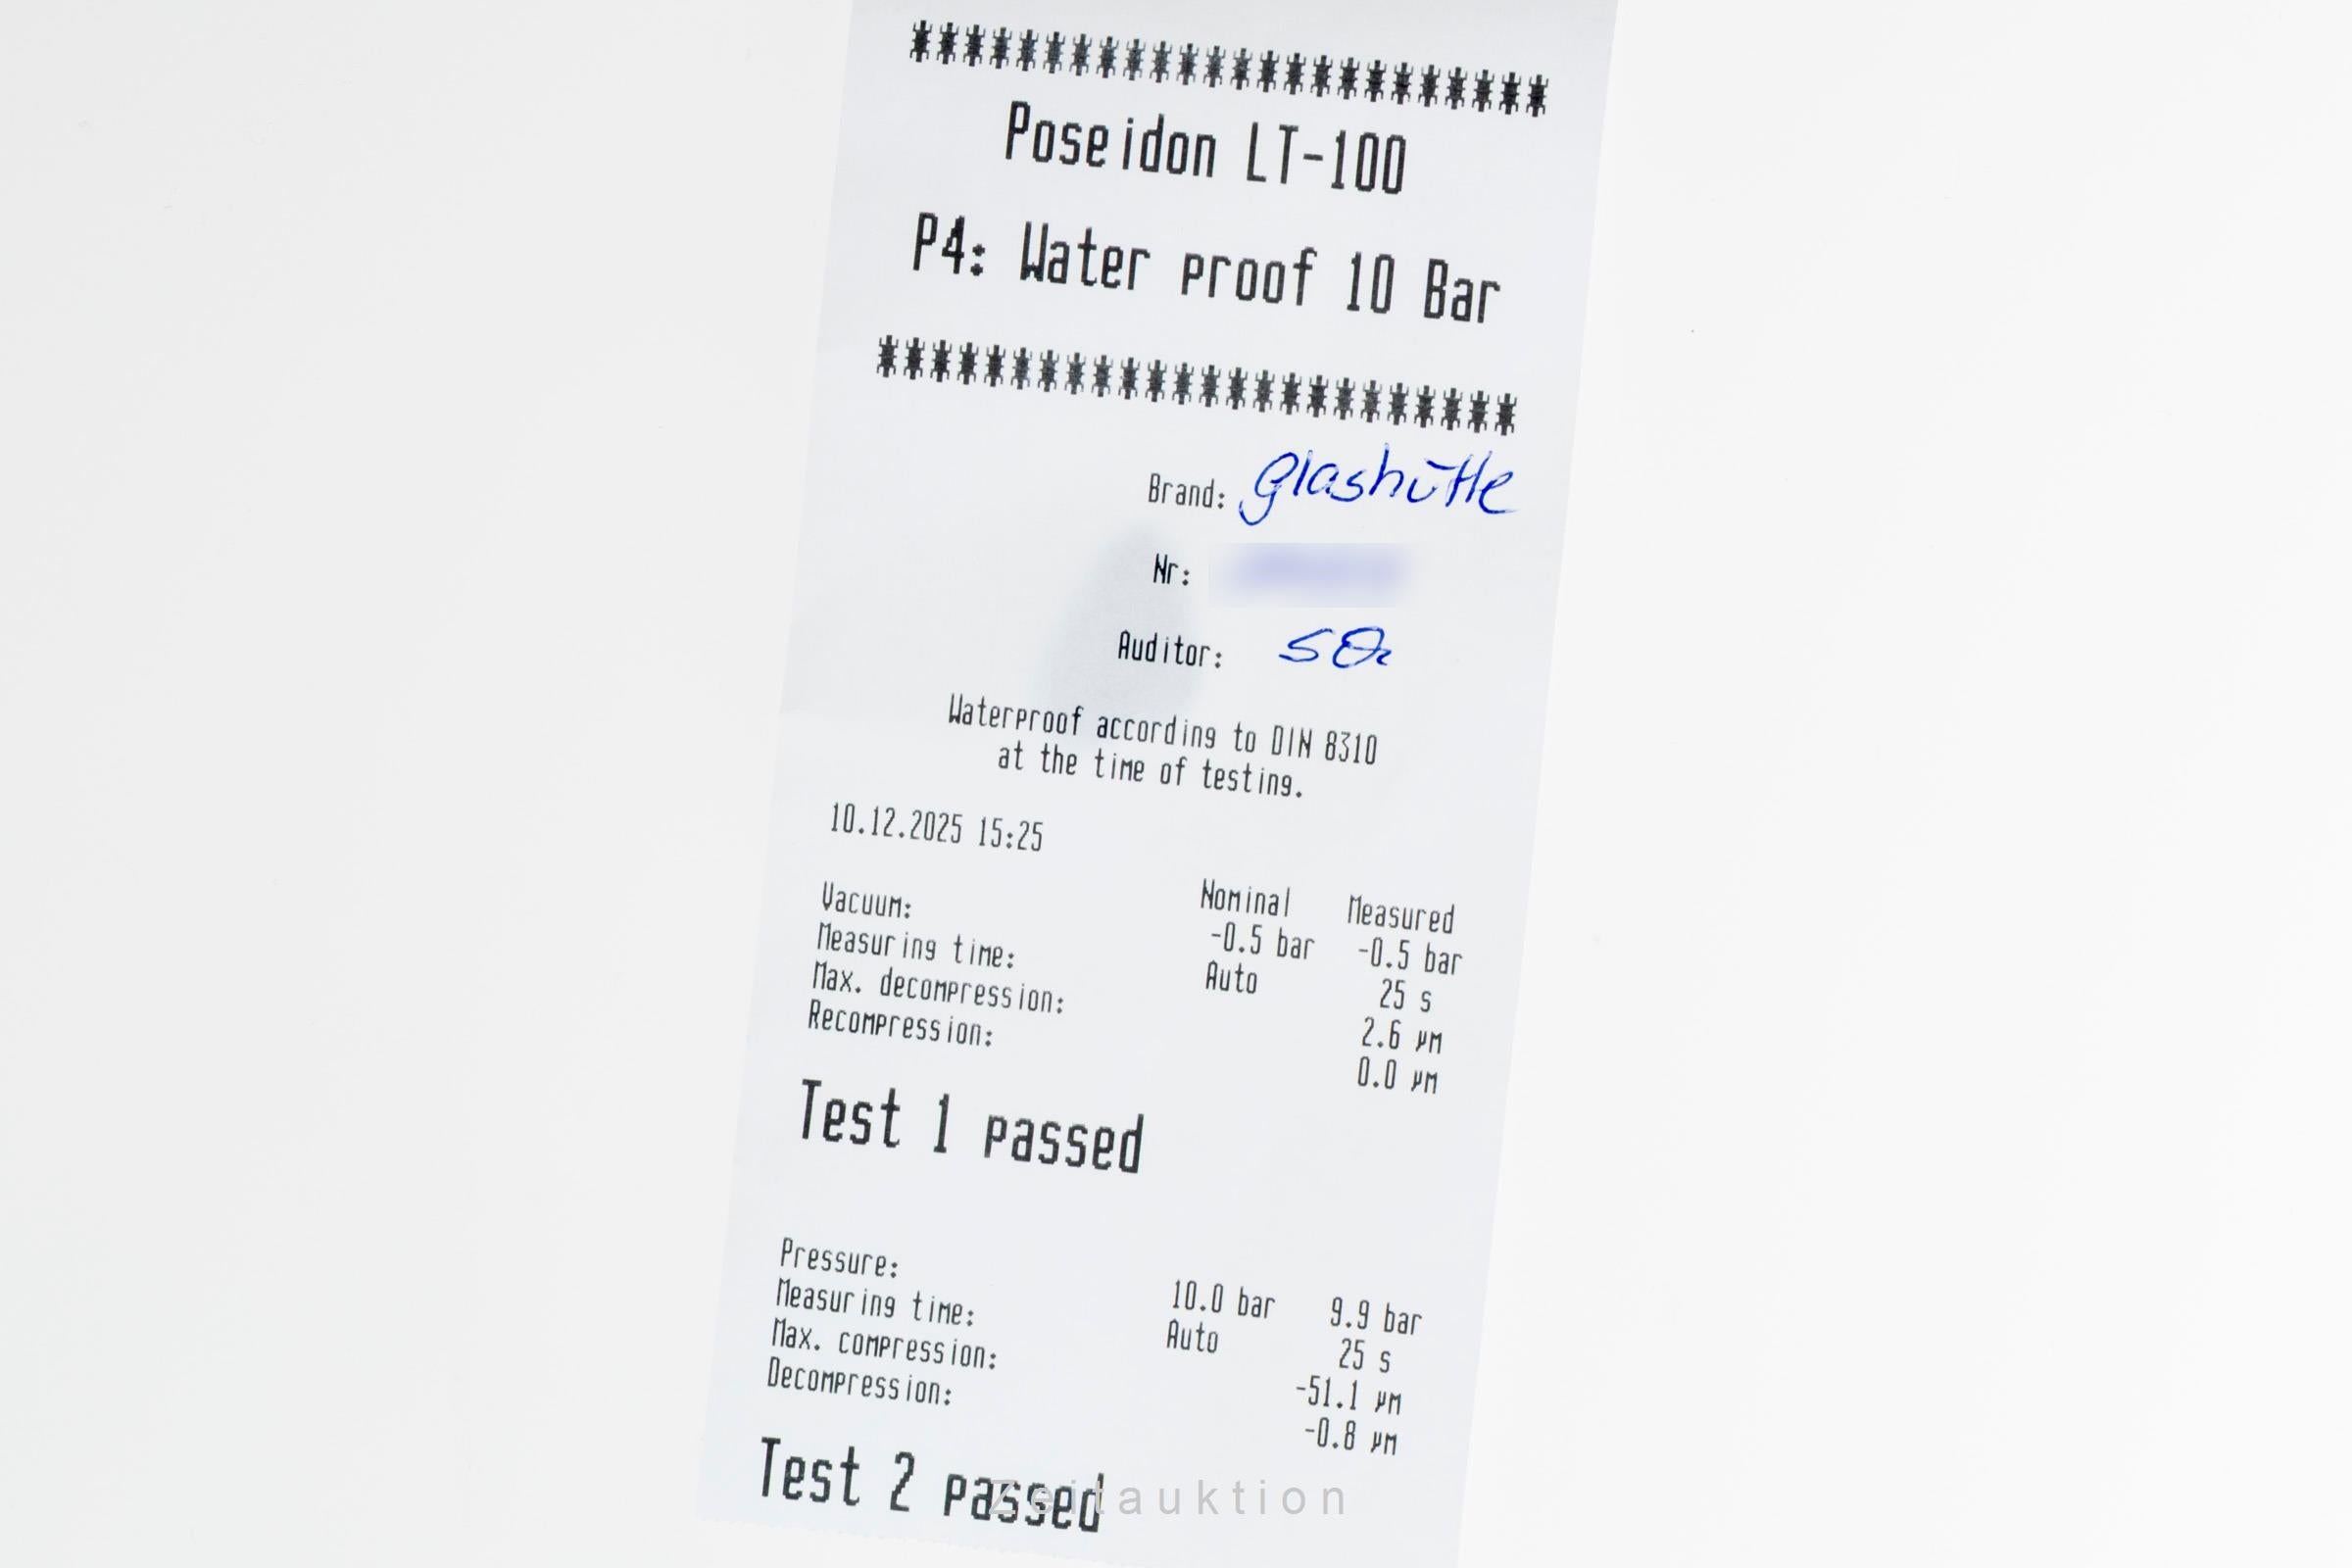 ************************
Poseidon LT-100
P4: Water proof 10 Bar
************************
Brand: Glashütte
Nr:
Auditor:
Waterproof according to DIN 8310
at the time of testing.
10.12.2025 15:25
Nominal Measured
Vacuum: -0.5 bar -0.5 bar
Measuring time: Auto 25 s
Max. decompression: 2.6 µm
Recompression: 0.0 µm
Test 1 passed
Pressure: 10.0 bar 9.9 bar
Measuring time: Auto 25 s
Max. compression: -51.1 µm
Decompression: -0.8 µm
Test 2 passed
Zeitauktion